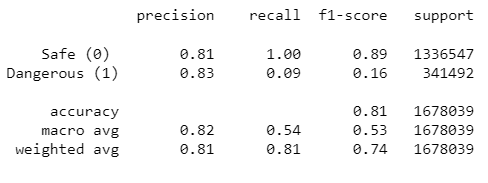 precision recall f1-score support
Safe (0) 0.81 1.00 0.89 1336547
Dangerous (1) 0.83 0.09 0.16 341492
accuracy 0.81 1678039
macro avg 0.82 0.54 0.53 1678039
weighted avg 0.81 0.81 0.74 1678039